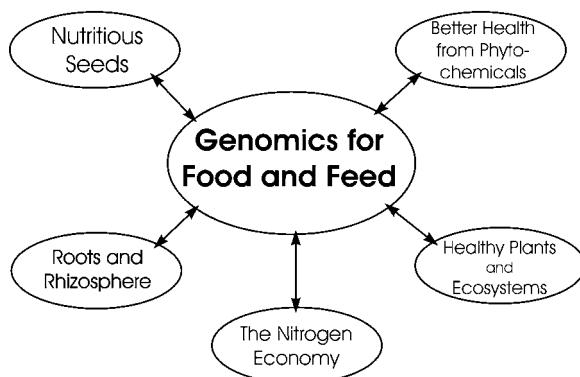 Nutritious
Seeds
Better Health
from Phyto-
chemicals
Genomics for
Food and Feed
Roots and
Rhizosphere
Healthy Plants
and
Ecosystems
The Nitrogen
Economy